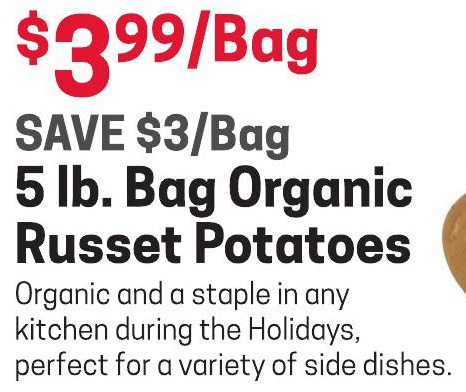 $3.99/Bag
SAVE $3/Bag
5 lb. Bag Organic
Russet Potatoes
Organic and a staple in any
kitchen during the Holidays,
perfect for a variety of side dishes.